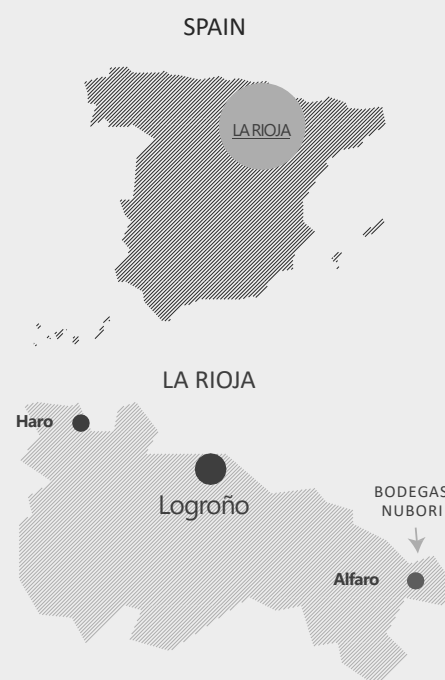 SPAIN
LA RIOJA
LA RIOJA
Haro
Logroño
BODEGAS
NUBORI
Alfaro